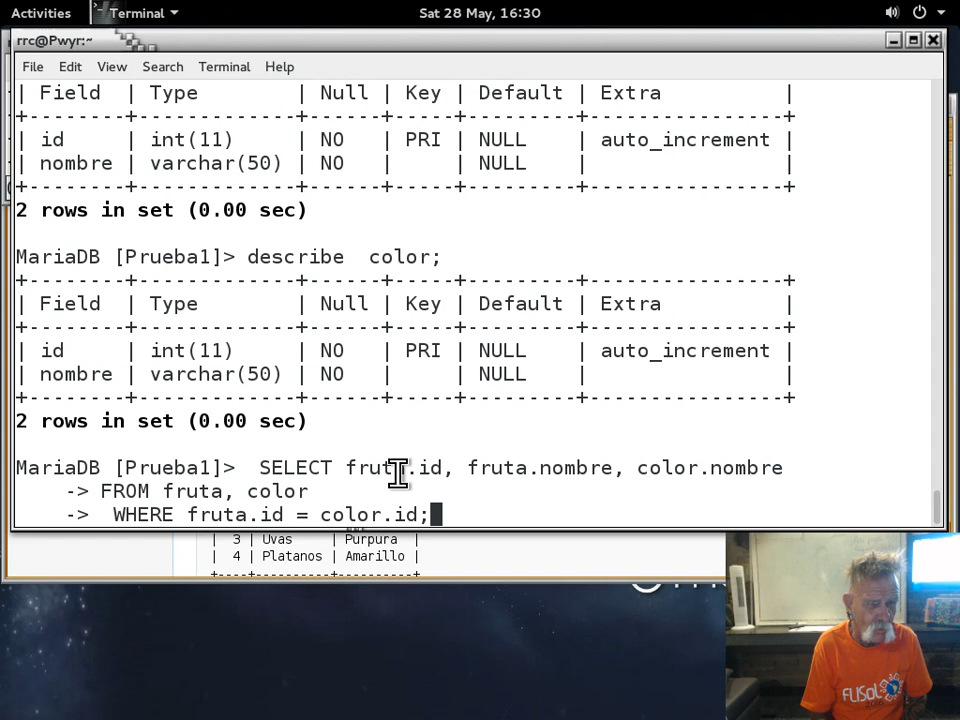 Activities Terminal Sat 28 May, 16:30
rrc@Pwyr:~
File Edit View Search Terminal Help
| Field | Type | Null | Key | Default | Extra |
+--------+-------------+------+-----+---------+----------------+
| id | int(11) | NO | PRI | NULL | auto_increment |
| nombre | varchar(50) | NO | | NULL | |
+--------+-------------+------+-----+---------+----------------+
2 rows in set (0.00 sec)
MariaDB [Prueba1]> describe color;
+--------+-------------+------+-----+---------+----------------+
| Field | Type | Null | Key | Default | Extra |
+--------+-------------+------+-----+---------+----------------+
| id | int(11) | NO | PRI | NULL | auto_increment |
| nombre | varchar(50) | NO | | NULL | |
+--------+-------------+------+-----+---------+----------------+
2 rows in set (0.00 sec)
MariaDB [Prueba1]> SELECT fruta.id, fruta.nombre, color.nombre
-> FROM fruta, color
-> WHERE fruta.id = color.id;
| 3 | Uvas | Purpura |
| 4 | Platanos | Amarillo |
+----+----------+----------+
FLISoL